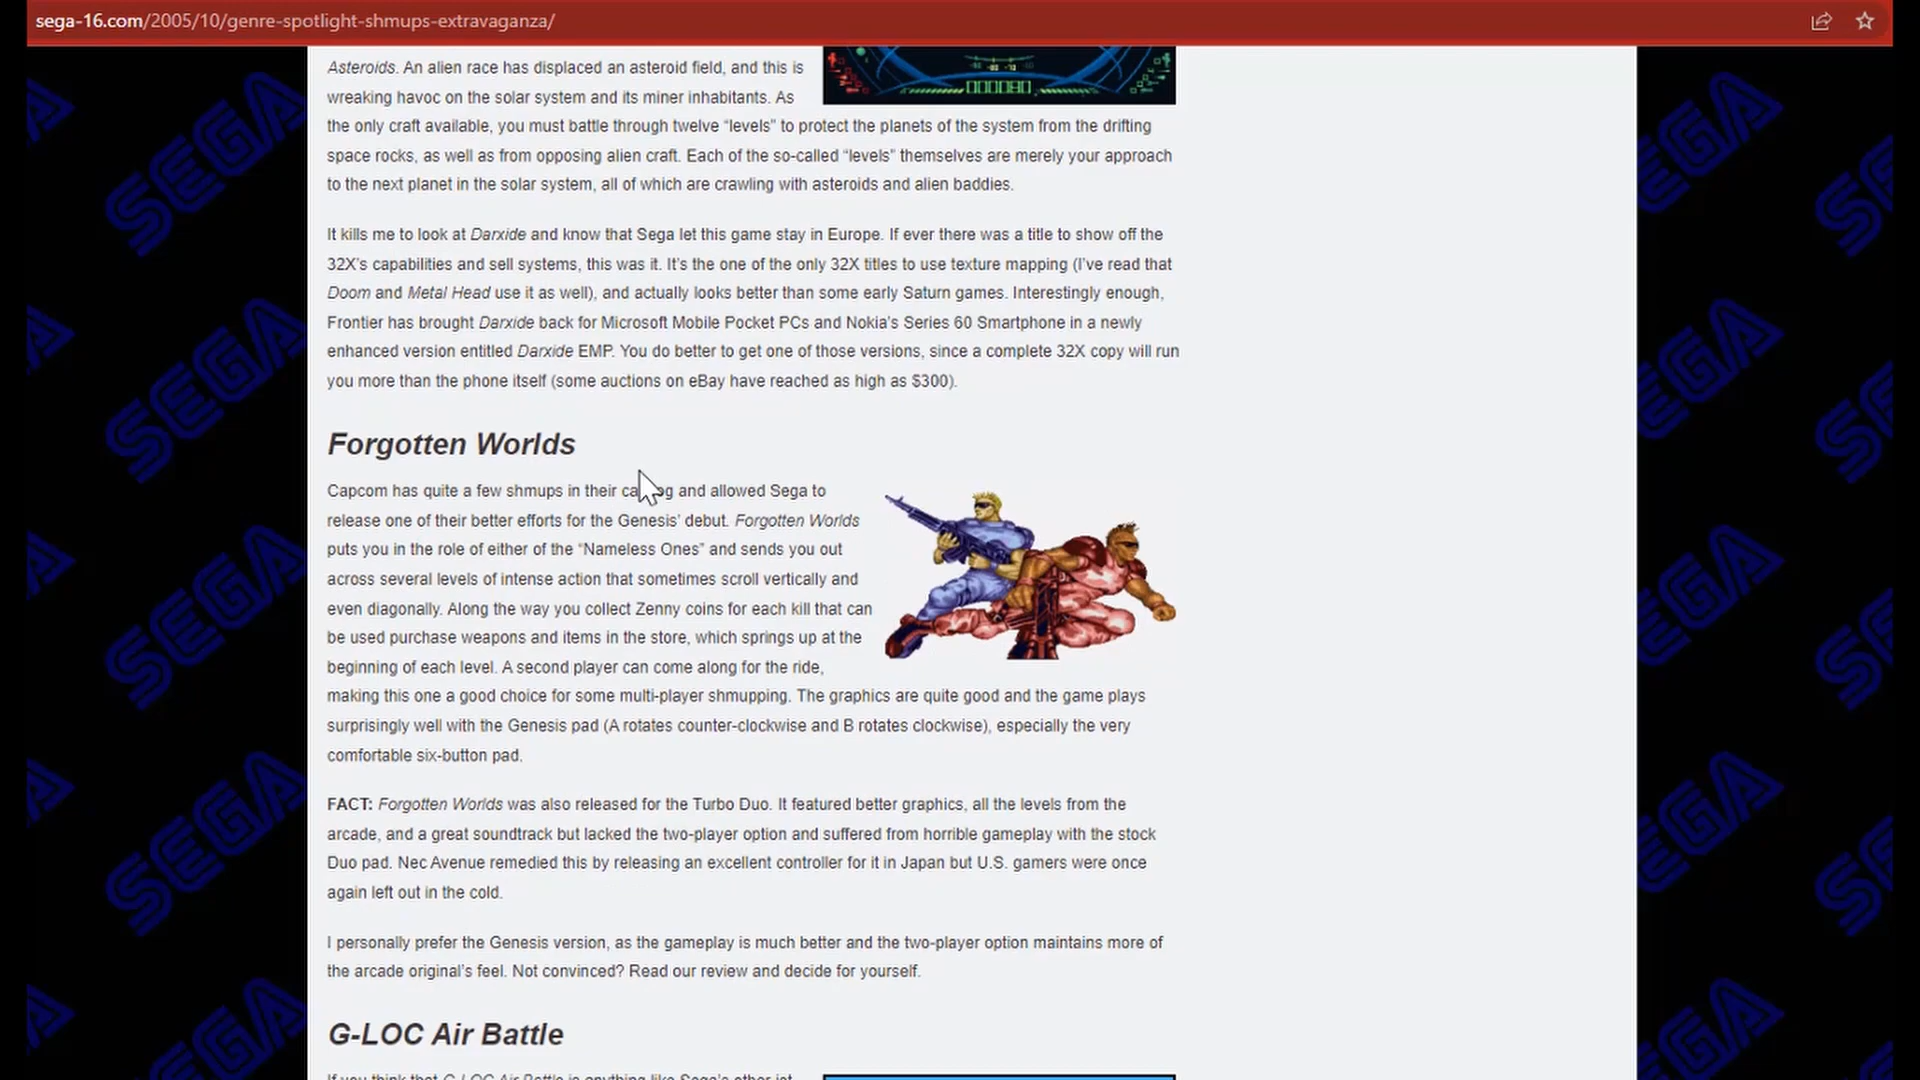 sega-16.com/2005/10/genre-spotlight-shmups-extravaganza/
Asteroids. An alien race has displaced an asteroid field, and this is
wreaking havoc on the solar system and its miner inhabitants. As
the only craft available, you must battle through twelve “levels” to protect the planets of the system from the drifting
space rocks, as well as from opposing alien craft. Each of the so-called “levels” themselves are merely your approach
to the next planet in the solar system, all of which are crawling with asteroids and alien baddies.
It kills me to look at Darxide and know that Sega let this game stay in Europe. If ever there was a title to show off the
32X’s capabilities and sell systems, this was it. It’s the one of the only 32X titles to use texture mapping (I’ve read that
Doom and Metal Head use it as well), and actually looks better than some early Saturn games. Interestingly enough,
Frontier has brought Darxide back for Microsoft Mobile Pocket PCs and Nokia’s Series 60 Smartphone in a newly
enhanced version entitled Darxide EMP. You do better to get one of those versions, since a complete 32X copy will run
you more than the phone itself (some auctions on eBay have reached as high as $300).
Forgotten Worlds
Capcom has quite a few shmups in their and allowed Sega to
release one of their better efforts for the Genesis’ debut. Forgotten Worlds
puts you in the role of either of the “Nameless Ones” and sends you out
across several levels of intense action that sometimes scroll vertically and
even diagonally. Along the way you collect Zenny coins for each kill that can
be used purchase weapons and items in the store, which springs up at the
beginning of each level. A second player can come along for the ride,
making this one a good choice for some multi-player shmupping. The graphics are quite good and the game plays
surprisingly well with the Genesis pad (A rotates counter-clockwise and B rotates clockwise), especially the very
comfortable six-button pad.
FACT: Forgotten Worlds was also released for the Turbo Duo. It featured better graphics, all the levels from the
arcade, and a great soundtrack but lacked the two-player option and suffered from horrible gameplay with the stock
Duo pad. Nec Avenue remedied this by releasing an excellent controller for it in Japan but U.S. gamers were once
again left out in the cold.
I personally prefer the Genesis version, as the gameplay is much better and the two-player option maintains more of
the arcade original’s feel. Not convinced? Read our review and decide for yourself.
G-LOC Air Battle
If you think that G-LOC Air Battle is anything like Sega’s other jet
SEGA
SEGA
SEGA
SEGA
SEGA
SEGA
SEGA
SEGA
SEGA
SEGA